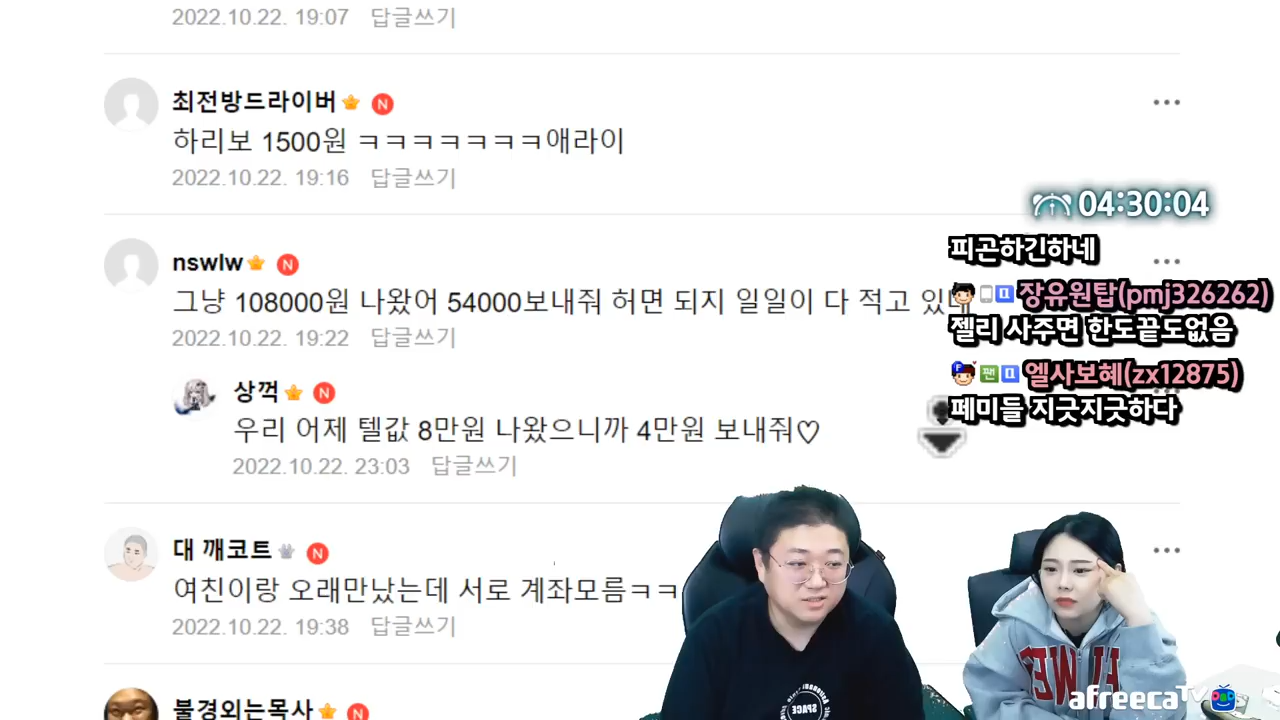 2022.10.22. 19:07 답글쓰기
최전방드라이버 N
하리보 1500원 ㅋㅋㅋㅋㅋㅋㅋ애라이
2022.10.22. 19:16 답글쓰기
04:30:04
nswlw N
그냥 108000원 나왔어 54000보내줘 허면 되지 일일이 다 적고
2022.10.22. 19:22 답글쓰기
상꺽 N
우리 어제 텔값 8만원 나왔으니까 4만원 보내줘♡
2022.10.22. 23:03 답글쓰기
피곤하긴하네
장유원탑(pmj326262)
젤리 사주면 한도끝도없음
팬 엘사보혜(zx12875)
페미들 지긋지긋하다
대 깨코트 N
여친이랑 오래만났는데 서로 계좌모름ㅋㅋ
2022.10.22. 19:38 답글쓰기
불경외는목사 N
SPACE
afreecaTV